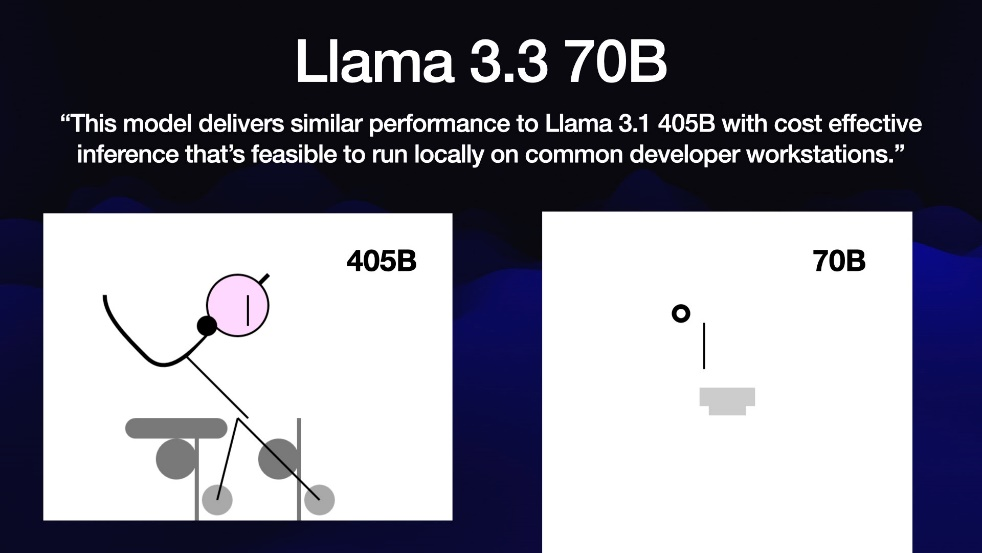 Llama 3.3 70B
“This model delivers similar performance to Llama 3.1 405B with cost effective
inference that’s feasible to run locally on common developer workstations.”
405B
70B